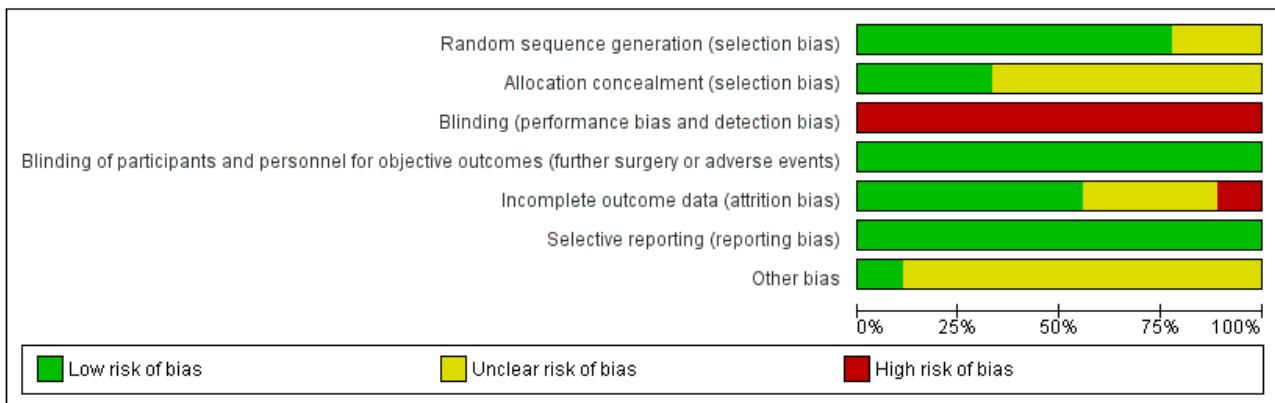 Random sequence generation (selection bias)
Allocation concealment (selection bias)
Blinding (performance bias and detection bias)
Blinding of participants and personnel for objective outcomes (further surgery or adverse events)
Incomplete outcome data (attrition bias)
Selective reporting (reporting bias)
Other bias
0% 25% 50% 75% 100%
Low risk of bias Unclear risk of bias High risk of bias